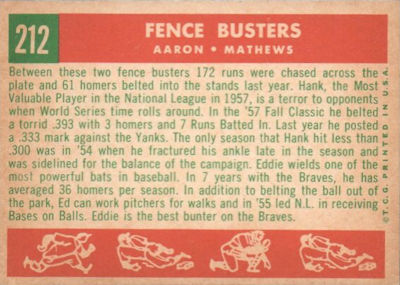 212
FENCE BUSTERS
AARON • MATHEWS
Between these two fence-busters 172 runs were chased across the
plate and 61 homers belted into the stands last year. Hank, the Most
Valuable Player in the National League in 1957, is a terror to opponents
when World Series time rolls around. In the '57 Fall Classic he belted
a torrid .393 with 3 homers and 7 Runs Batted In. Last year he posted
a .333 mark against the Yanks. The only season that Hank hit less than
.300 was in '54 when he fractured his ankle late in the season and
was sidelined for the balance of the campaign. Eddie wields one of the
most powerful bats in baseball. In 7 years with the Braves, he has
averaged 36 homers per season. In addition to belting the ball out of
the park, Ed can work pitchers for walks and in '55 led N.L. in receiving
Bases on Balls. Eddie is the best bunter on the Braves.
©T.C.G. PRINTED IN U.S.A.